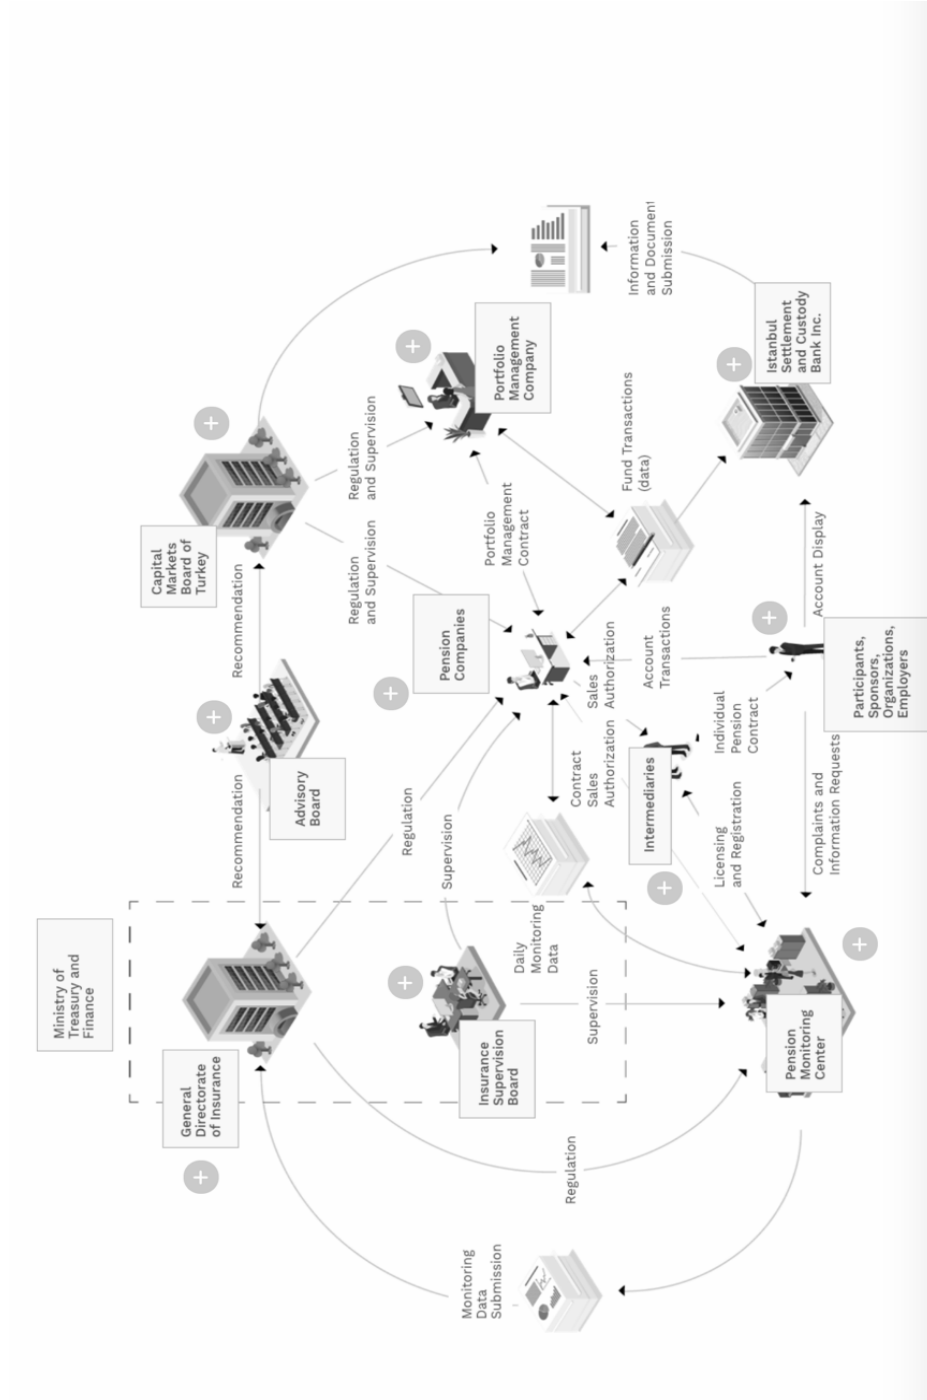 Ministry of
Treasury and
Finance
General
Directorate
of Insurance
Recommendation
Advisory
Board
Recommendation
Capital
Markets
Board of
Turkey
Regulation
and Supervision
Regulation
and Supervision
Regulation
Supervision
Pension
Companies
Portfolio
Management
Contract
Portfolio
Management
Company
Insurance
Supervision
Board
Daily
Monitoring
Data
Monitoring
Data
Submission
Regulation
Supervision
Contract
Sales
Authorization
Sales
Authorization
Account
Transactions
Fund Transactions
(data)
Information
and Document
Submission
Intermediaries
Licensing
and Registration
Individual
Pension
Contract
Istanbul
Settlement
and Custody
Bank Inc.
Pension
Monitoring
Center
Complaints and
Information Requests
Account Display
Participants,
Sponsors,
Organizations,
Employers